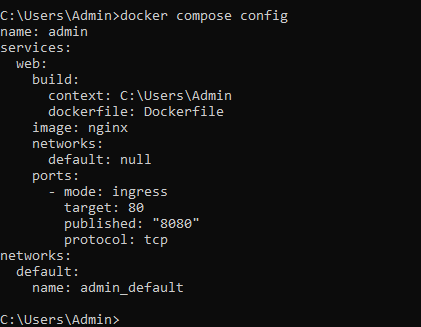 C:\Users\Admin>docker compose config
name: admin
services:
  web:
    build:
      context: C:\Users\Admin
      dockerfile: Dockerfile
    image: nginx
    networks:
      default: null
    ports:
      - mode: ingress
        target: 80
        published: "8080"
        protocol: tcp
networks:
  default:
    name: admin_default

C:\Users\Admin>